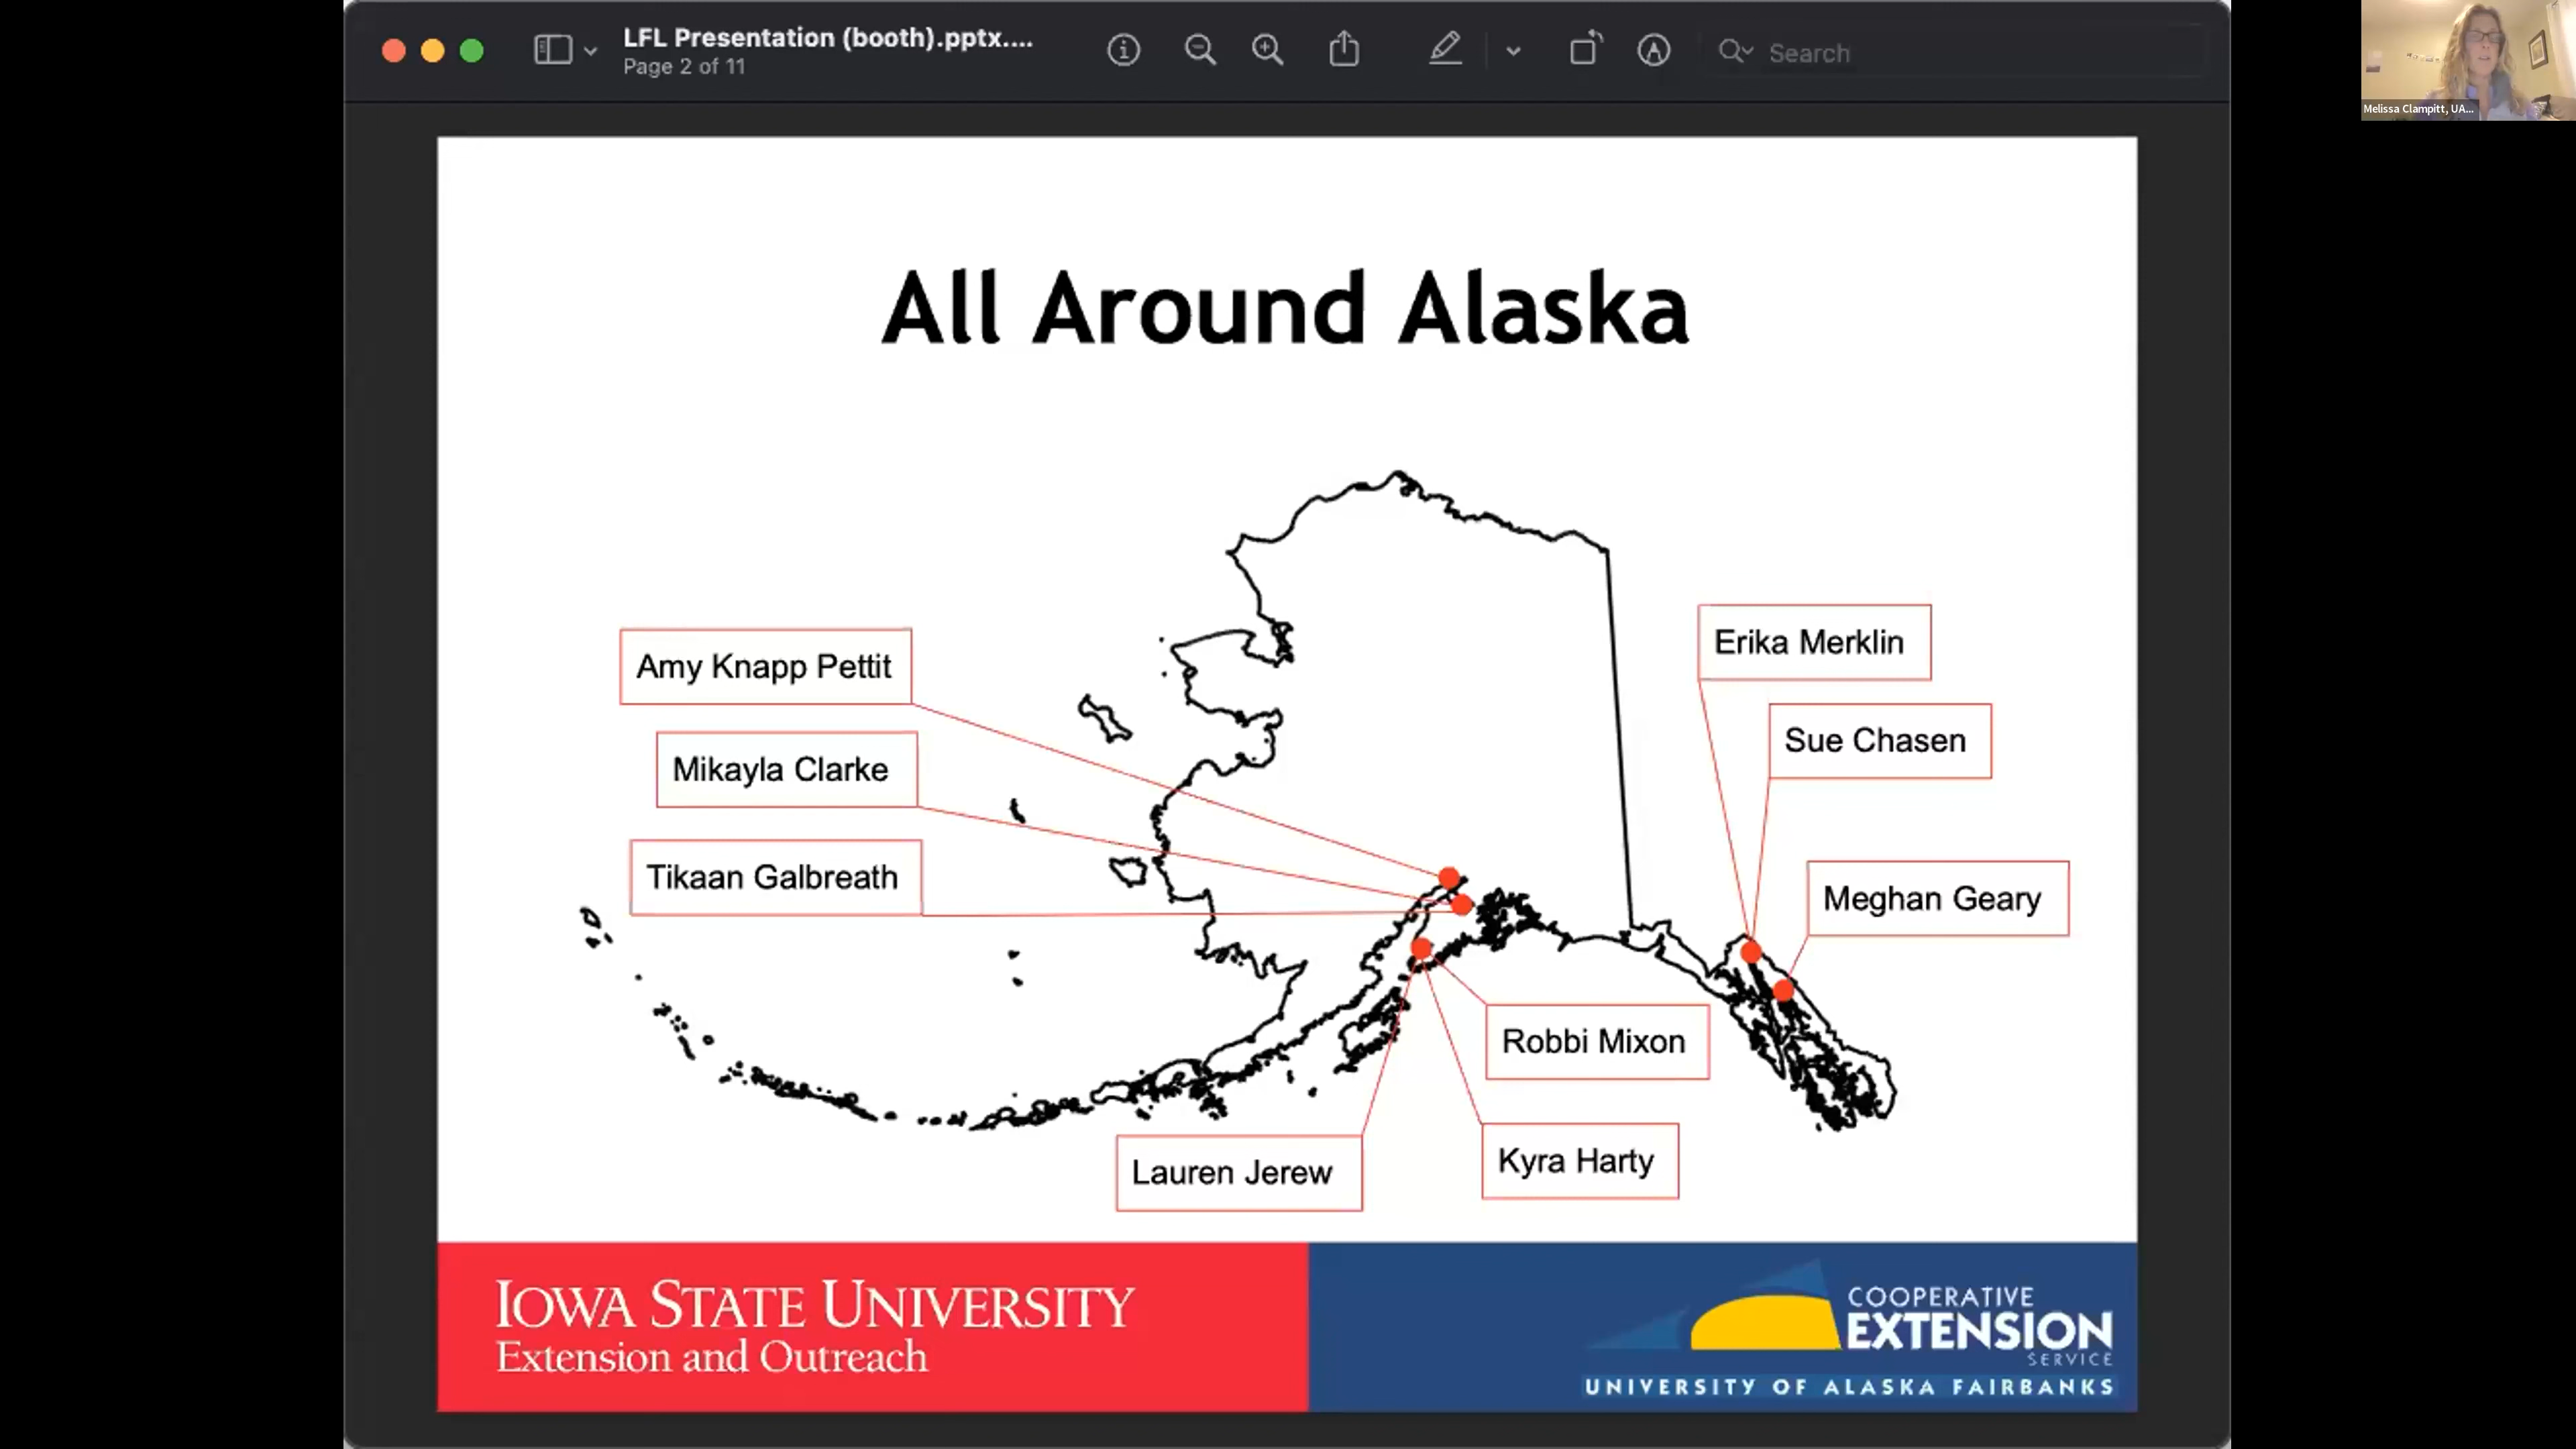 LFL Presentation (booth).pptx....
Page 2 of 11
Search
Melissa Clampitt, UA...
All Around Alaska
Amy Knapp Pettit
Mikayla Clarke
Tikaan Galbreath
Erika Merklin
Sue Chasen
Meghan Geary
Robbi Mixon
Kyra Harty
Lauren Jerew
IOWA STATE UNIVERSITY
Extension and Outreach
COOPERATIVE
EXTENSION
SERVICE
UNIVERSITY OF ALASKA FAIRBANKS